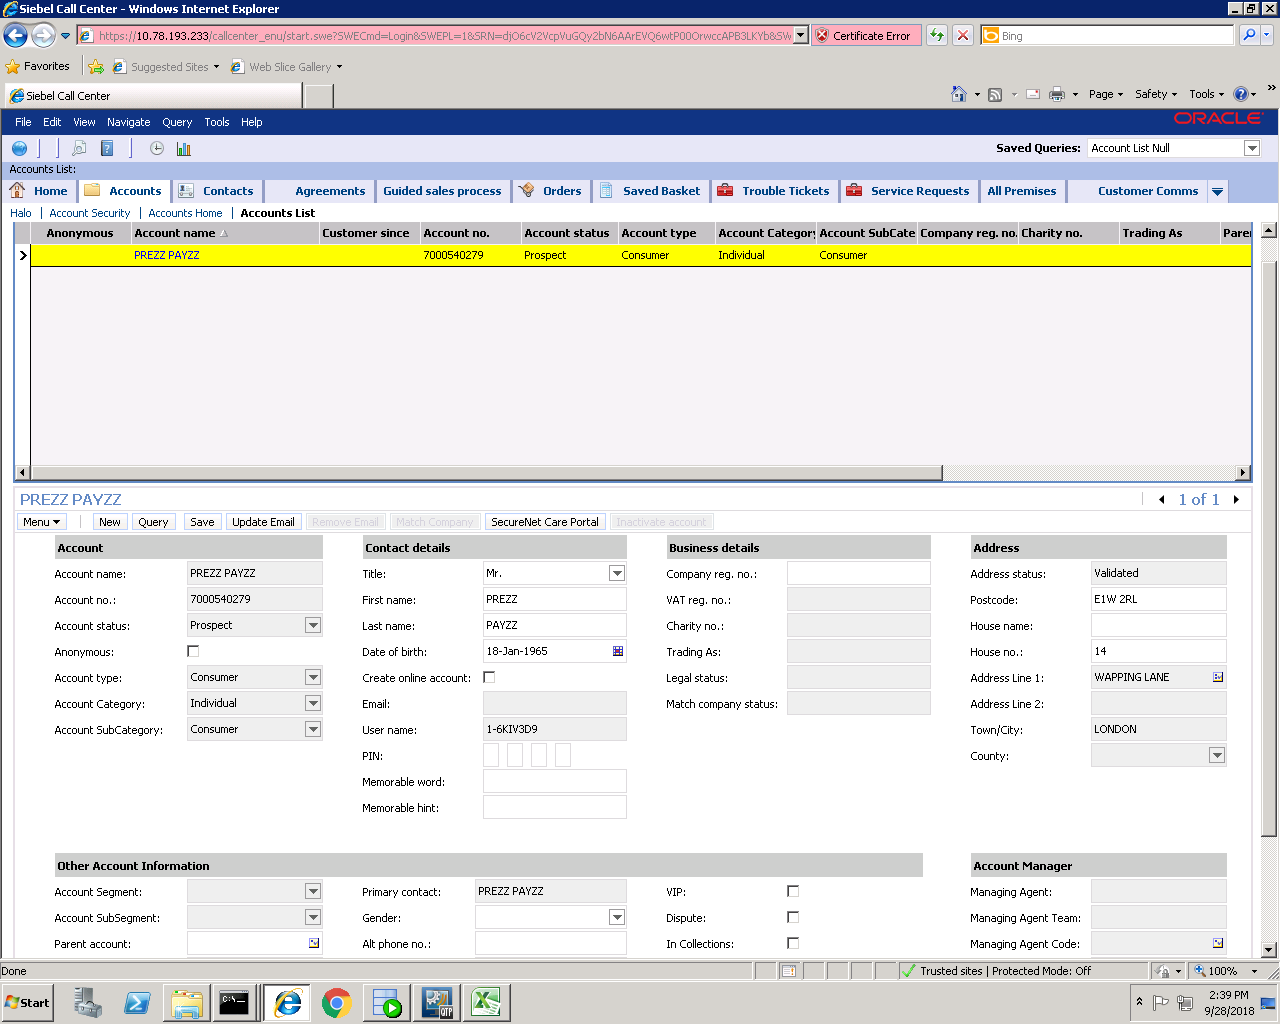 Siebel Call Center - Windows Internet Explorer
https://10.78.193.233/callcenter_enu/start.swe?SWECmd=Login&SWEPL=1&SRN=
Certificate Error
Bing
Favorites
Suggested Sites
Web Slice Gallery
Siebel Call Center
Page
Safety
Tools
File Edit View Navigate Query Tools Help
ORACLE
Saved Queries:
Account List Null
Accounts List:
Home
Accounts
Contacts
Agreements
Guided sales process
Orders
Saved Basket
Trouble Tickets
Service Requests
All Premises
Customer Comms
Halo | Account Security | Accounts Home | Accounts List
Anonymous Account name Customer since Account no. Account status Account type Account Category Account SubCate Company reg. no. Charity no. Trading As Parer
PREZZ PAYZZ 7000540279 Prospect Consumer Individual Consumer
PREZZ PAYZZ
1 of 1
Menu
New
Query
Save
Update Email
Remove Email
Match Company
SecureNet Care Portal
Inactivate account
Account
Account name: PREZZ PAYZZ
Account no.: 7000540279
Account status: Prospect
Anonymous:
Account type: Consumer
Account Category: Individual
Account SubCategory: Consumer
Contact details
Title: Mr.
First name: PREZZ
Last name: PAYZZ
Date of birth: 18-Jan-1965
Create online account:
Email:
User name: 1-6KIV3D9
PIN:
Memorable word:
Memorable hint:
Business details
Company reg. no.:
VAT reg. no.:
Charity no.:
Trading As:
Legal status:
Match company status:
Address
Address status: Validated
Postcode: E1W 2RL
House name:
House no.: 14
Address Line 1: WAPPING LANE
Address Line 2:
Town/City: LONDON
County:
Other Account Information
Account Segment:
Account SubSegment:
Parent account:
Primary contact: PREZZ PAYZZ
Gender:
Alt phone no.:
VIP:
Dispute:
In Collections:
Account Manager
Managing Agent:
Managing Agent Team:
Managing Agent Code:
Done
Trusted sites | Protected Mode: Off
100%
Start
C:\
QTP
2:39 PM
9/28/2018